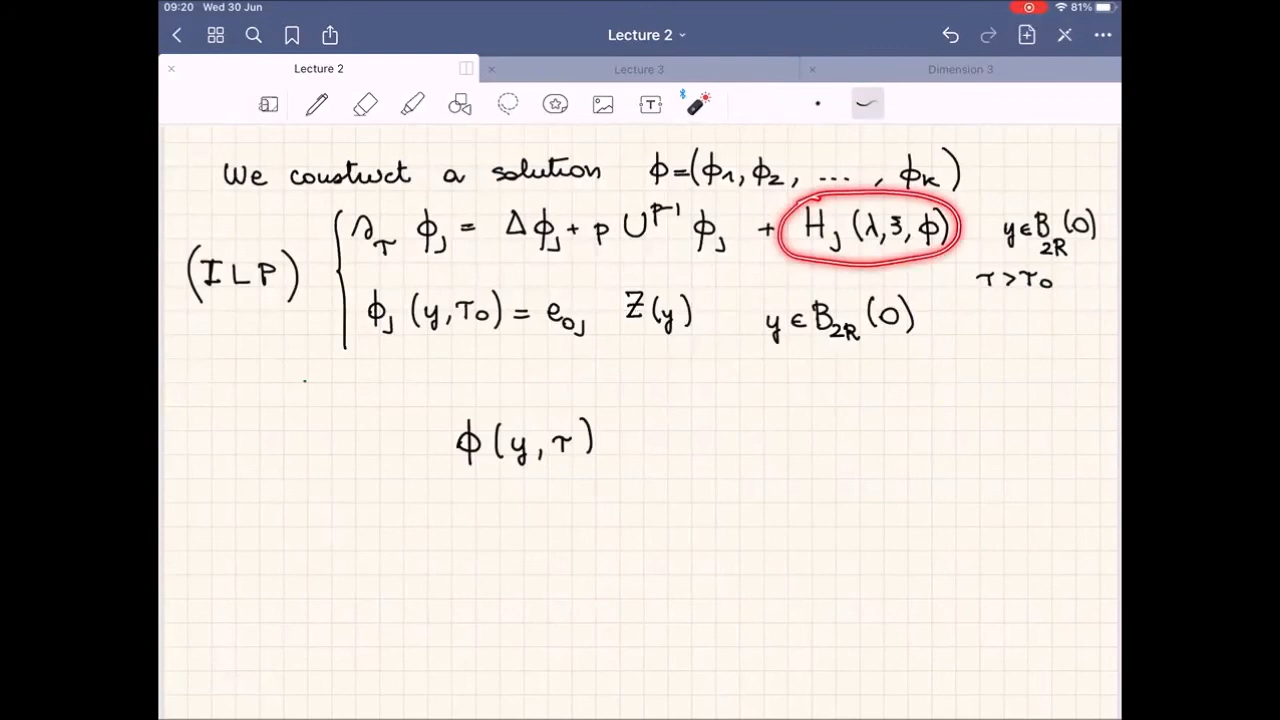 09:20 Wed 30 Jun
81%
Lecture 2
Lecture 2
Lecture 3
Dimension 3
We construct a solution ϕ=(ϕ1, ϕ2, ... , ϕk)
(ILP) { ∂τ ϕj = Δϕj + p U^{p-1} ϕj + Hj (λ,ξ,ϕ) y∈B2R(0)
τ>τ0
ϕj (y,τ0) = e0j Z(y) y∈B2R(0)
ϕ(y,τ)